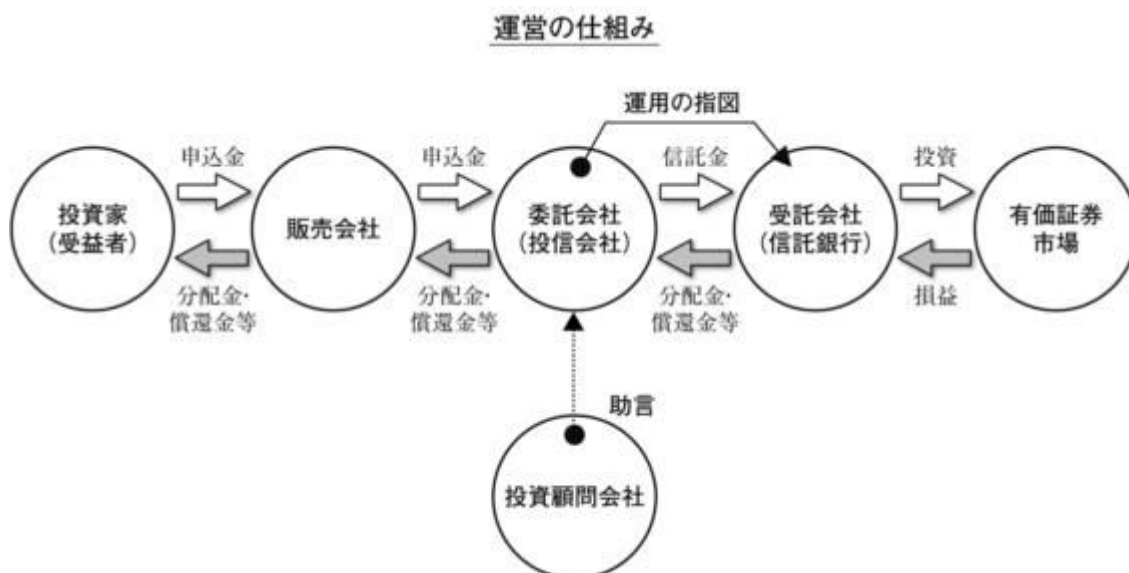 運営の仕組み
運用の指図
申込金
申込金
信託金
投資
投資家
(受益者)
販売会社
委託会社
(投信会社)
受託会社
(信託銀行)
有価証券
市場
分配金・
償還金等
分配金・
償還金等
分配金・
償還金等
損益
助言
投資顧問会社